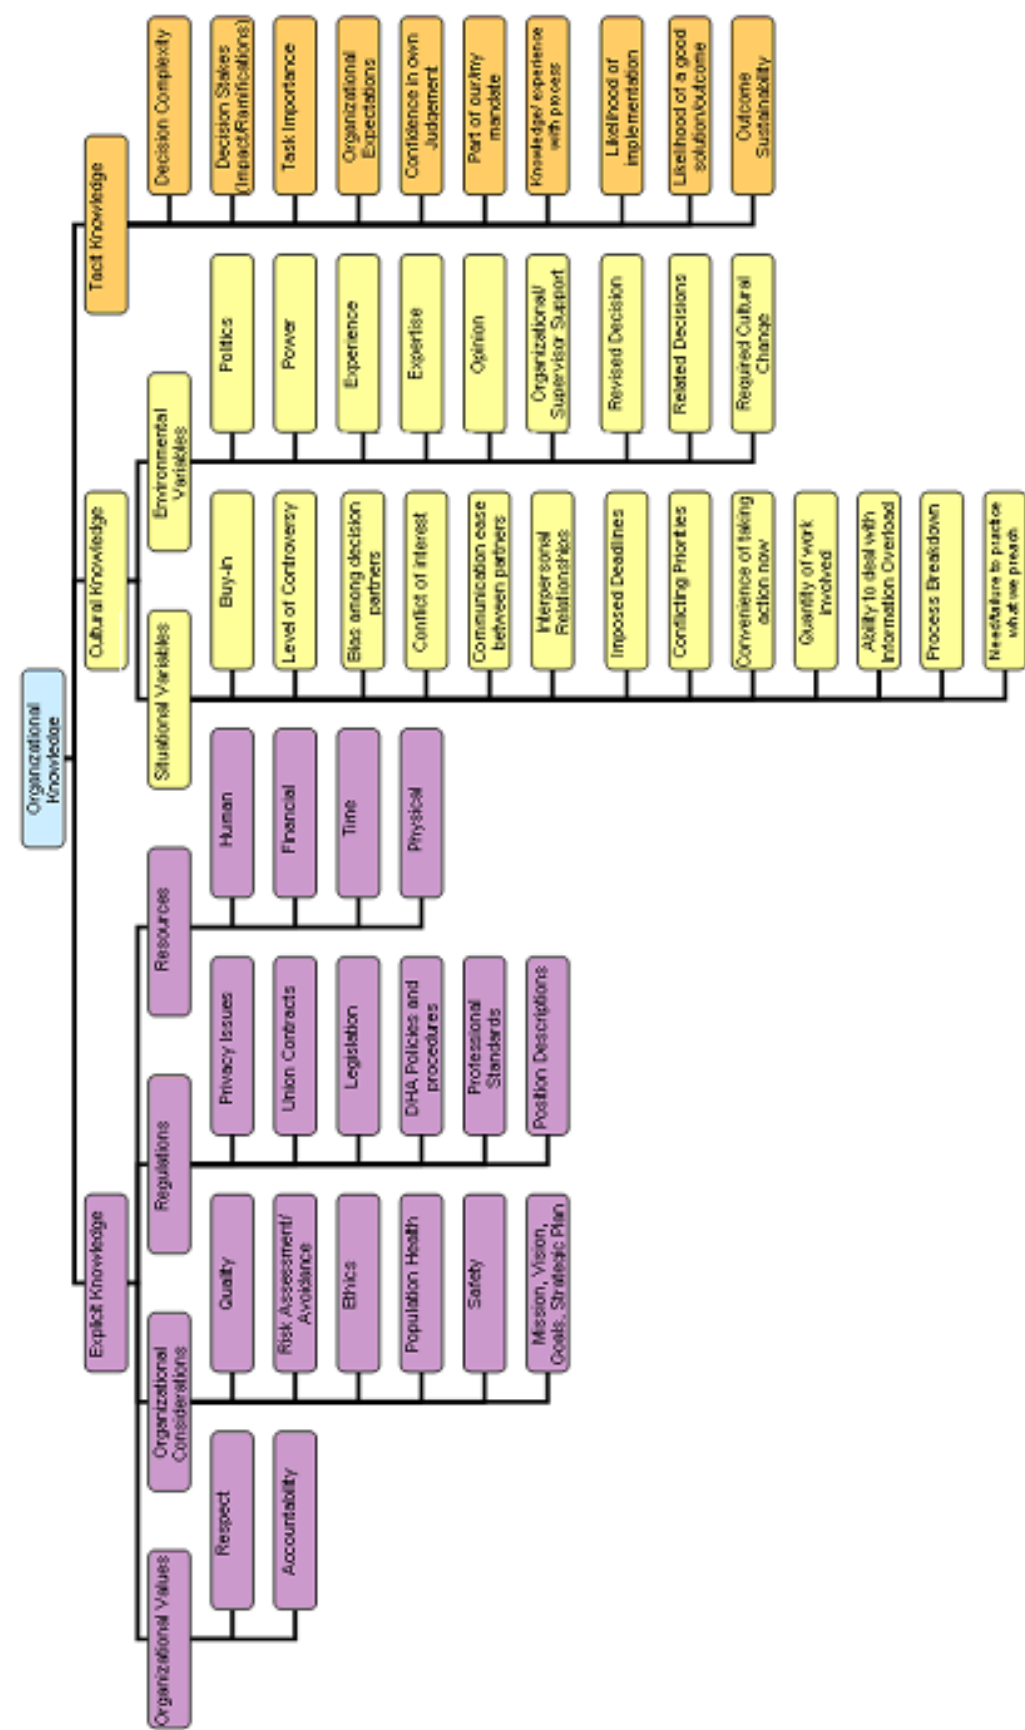 Organizational
Knowledge
Explicit Knowledge
Organizational Values
Respect
Accountability
Organizational
Considerations
Quality
Risk Assessment/
Avoidance
Ethics
Population Health
Safety
Mission, Vision,
Goals, Strategic Plan
Regulations
Privacy Issues
Union Contracts
Legislation
DHA Policies and
procedures
Professional
Standards
Position Descriptions
Resources
Human
Financial
Time
Physical
Cultural Knowledge
Situational Variables
Buy-in
Level of Controversy
Bias among decision
partners
Conflict of interest
Communication ease
between partners
Interpersonal
Relationships
Imposed Deadlines
Conflicting Priorities
Convenience of taking
action now
Quantity of work
involved
Ability to deal with
Information Overload
Process Breakdown
Need/failure to practice
what we preach
Environmental
Variables
Politics
Power
Experience
Expertise
Opinion
Organizational/
Supervisor Support
Revised Decision
Related Decisions
Required Cultural
Change
Tacit Knowledge
Decision Complexity
Decision Stakes
(Impact/Ramifications)
Task Importance
Organizational
Expectations
Confidence in own
Judgement
Part of our/my
mandate
Knowledge/ experience
with process
Likelihood of
implementation
Likelihood of a good
solution/outcome
Outcome
Sustainability